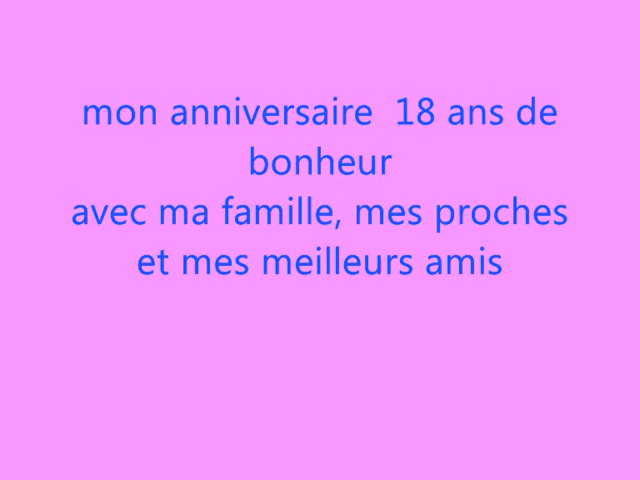 mon anniversaire  18 ans de
bonheur
avec ma famille, mes proches
et mes meilleurs amis